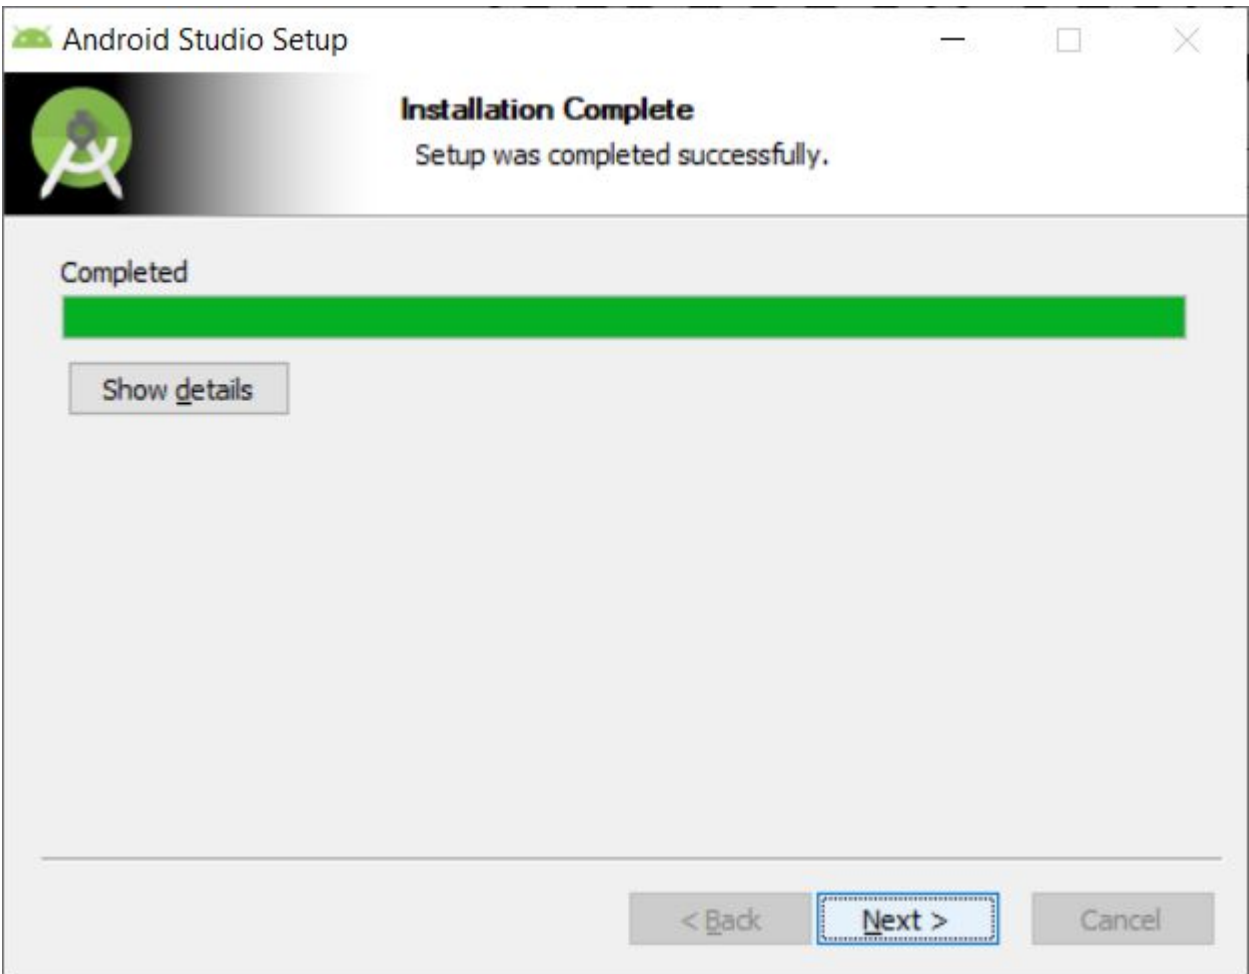 Android Studio Setup
Installation Complete
Setup was completed successfully.
Completed
Show details
< Back
Next >
Cancel